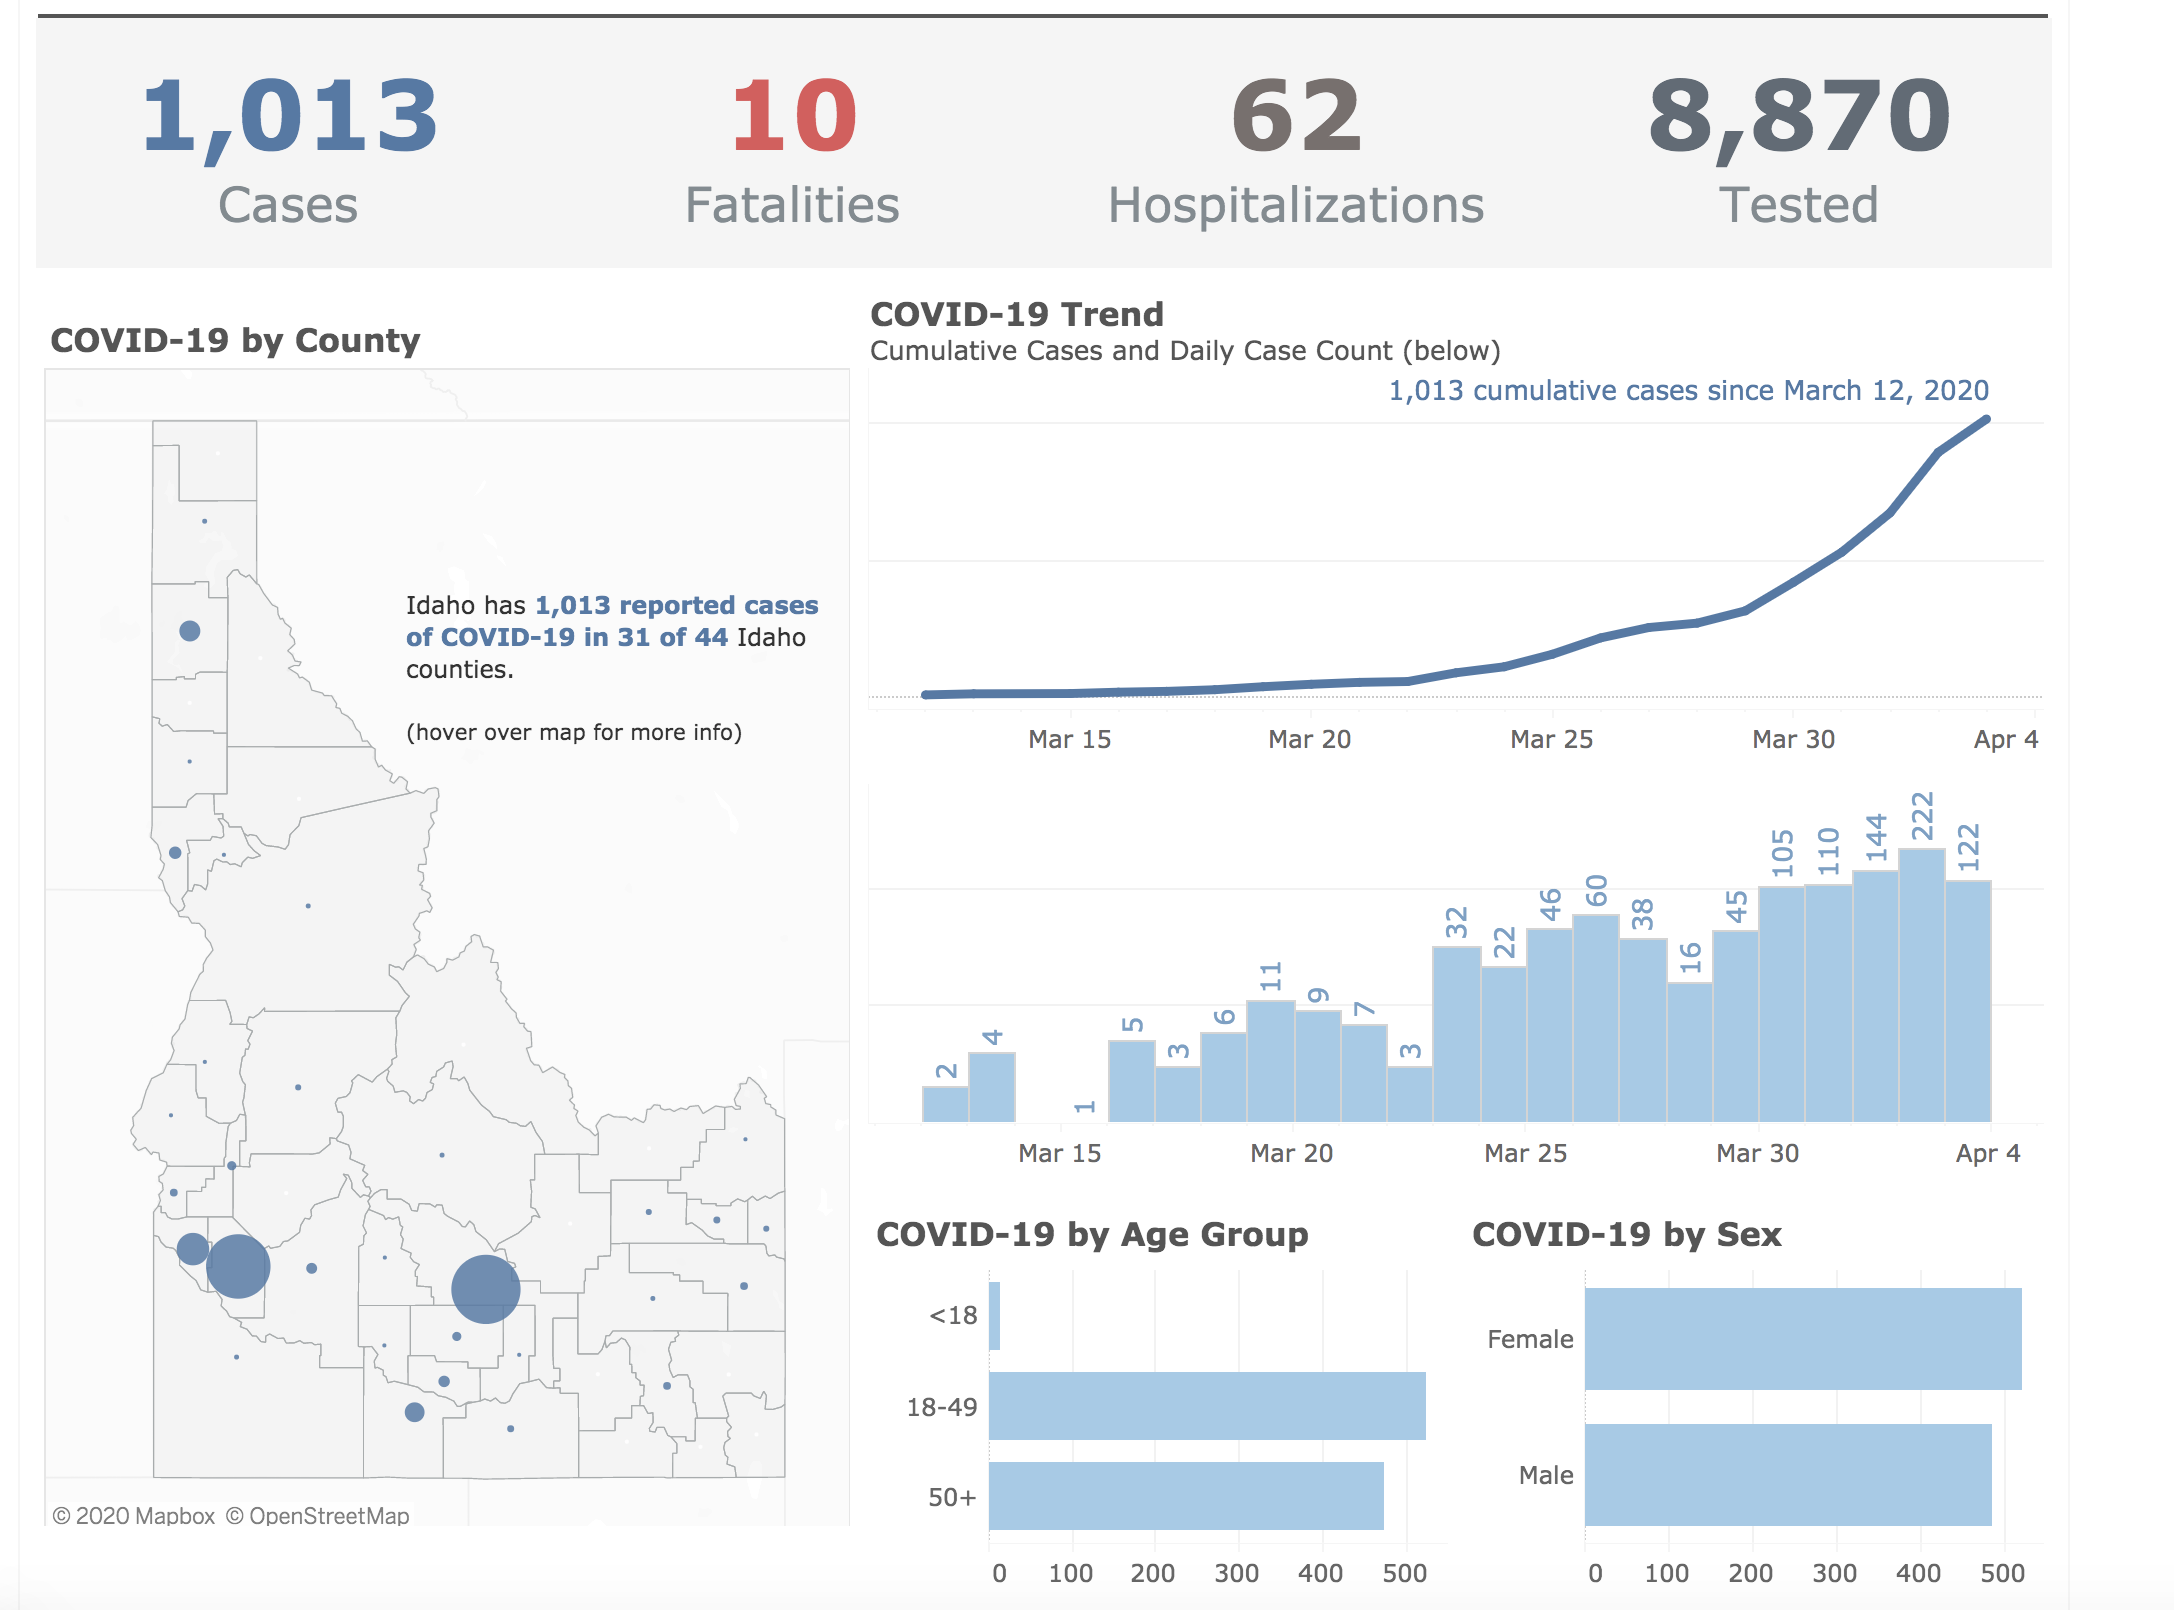 1,013
Cases
10
Fatalities
62
Hospitalizations
8,870
Tested
COVID-19 by County
Idaho has 1,013 reported cases
of COVID-19 in 31 of 44 Idaho
counties.
(hover over map for more info)
© 2020 Mapbox © OpenStreetMap
COVID-19 Trend
Cumulative Cases and Daily Case Count (below)
1,013 cumulative cases since March 12, 2020
Mar 15 Mar 20 Mar 25 Mar 30 Apr 4
2 4 1 5 3 6 11 9 7 3 32 22 46 60 38 16 45 105 110 144 222 122
Mar 15 Mar 20 Mar 25 Mar 30 Apr 4
COVID-19 by Age Group
<18
18-49
50+
0 100 200 300 400 500
COVID-19 by Sex
Female
Male
0 100 200 300 400 500